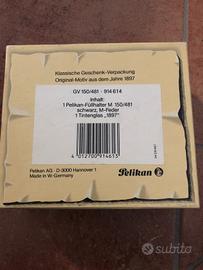 Klassische Geschenk-Verpackung
Original-Motiv aus dem Jahre 1897
GV 150/481 - 914 614
Inhalt:
1 Pelikan-Füllhalter M 150/481
schwarz, M-Feder
1 Tintenglas „1897"
4 012700 914613
Pelikan AG · D-3000 Hannover 1
Made in W.-Germany
Pelikan
subito